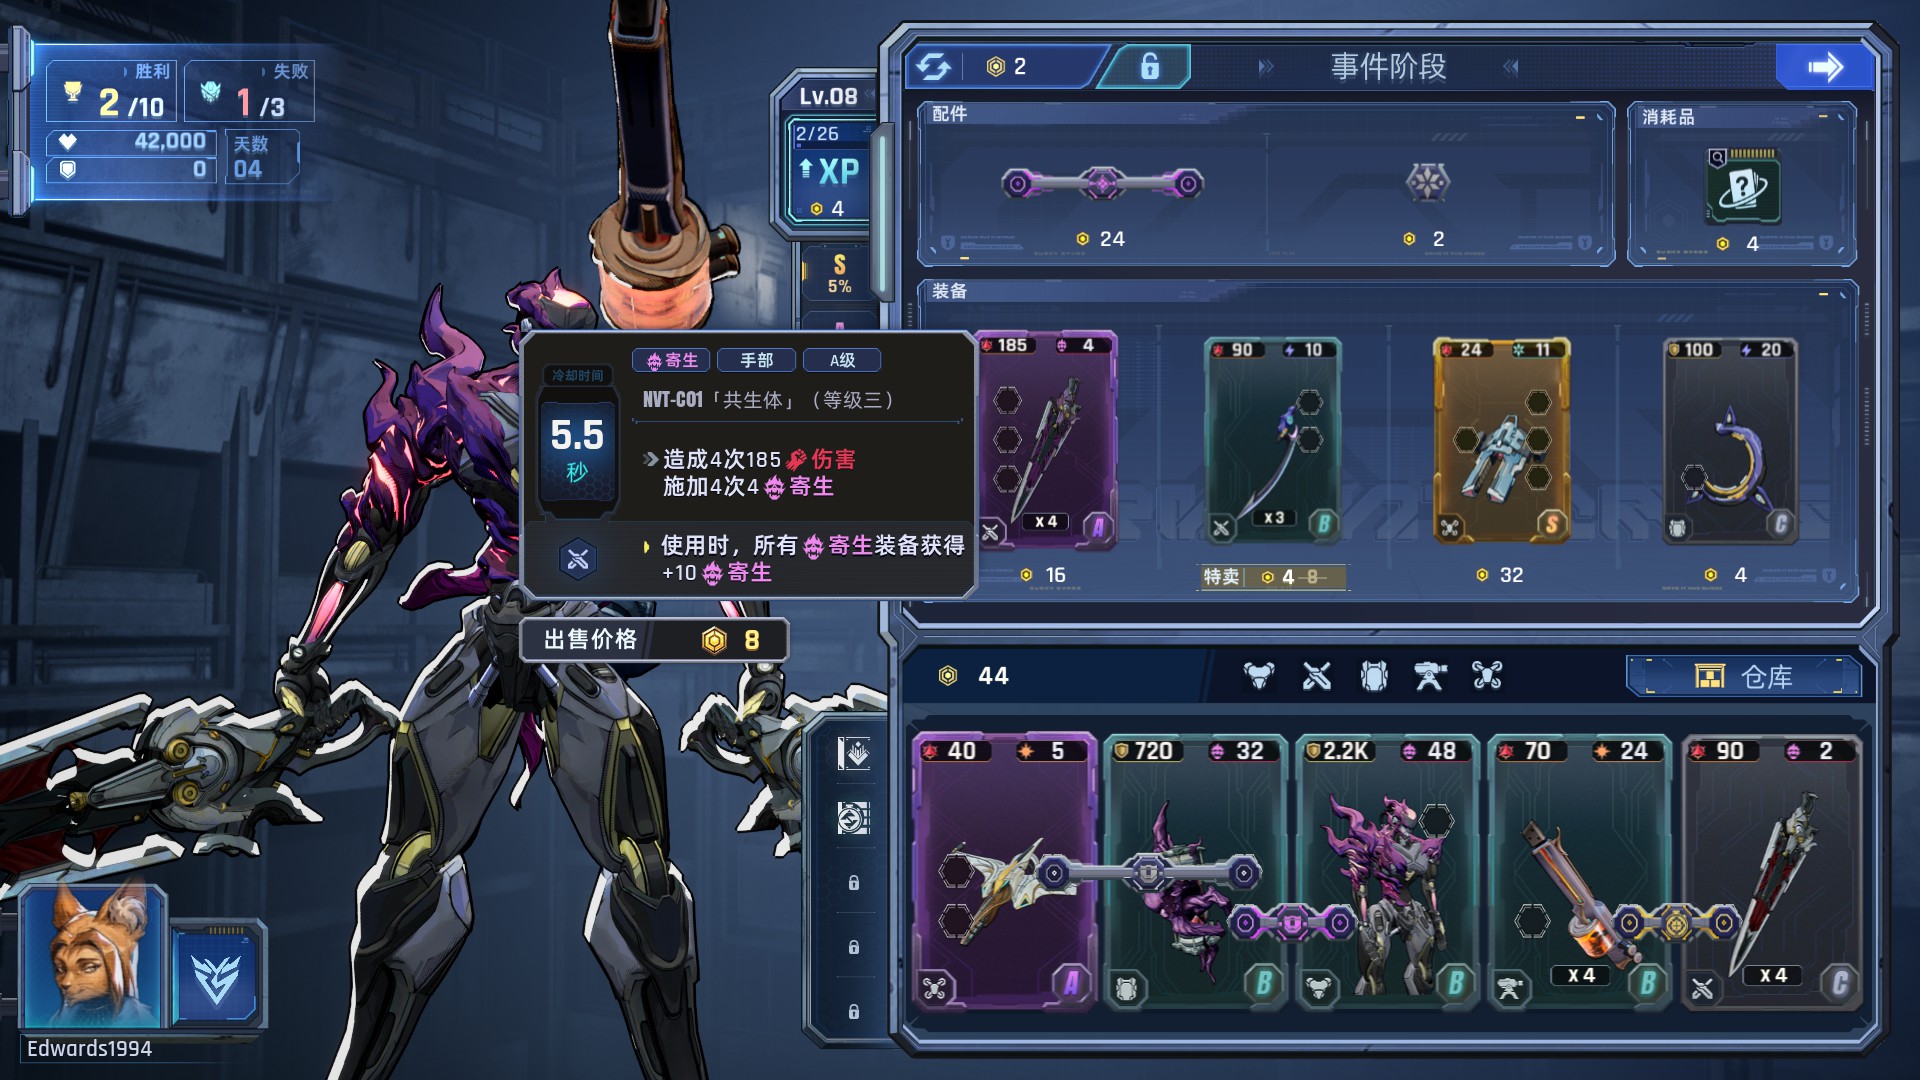 胜利
2 /10
失败
1 /3
42,000
0
天数
04
Lv.08
2/26
XP
4
S
5%
2
事件阶段
配件
24
2
消耗品
4
装备
185
4
x 4
A
16
90
10
x 3
B
特卖
4 8
24
11
S
32
100
20
C
4
寄生
手部
A级
冷却时间
5.5
秒
NVT-C01「共生体」（等级三）
造成4次185伤害
施加4次4寄生
使用时，所有寄生装备获得
+10寄生
出售价格
8
44
仓库
40
5
A
720
32
B
2.2K
48
B
70
24
x 4
B
90
2
x 4
C
Edwards1994